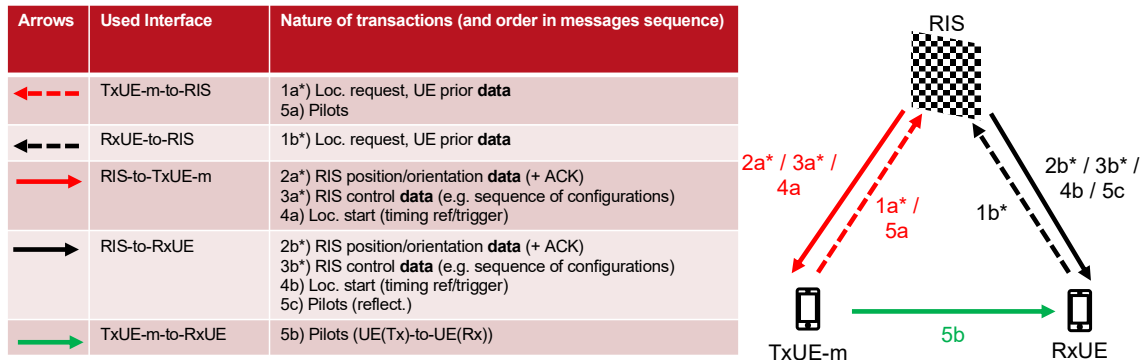 Arrows Used Interface Nature of transactions (and order in messages sequence)
TxUE-m-to-RIS 1a*) Loc. request, UE prior data
5a) Pilots
RxUE-to-RIS 1b*) Loc. request, UE prior data
RIS-to-TxUE-m 2a*) RIS position/orientation data (+ ACK)
3a*) RIS control data (e.g. sequence of configurations)
4a) Loc. start (timing ref/trigger)
RIS-to-RxUE 2b*) RIS position/orientation data (+ ACK)
3b*) RIS control data (e.g. sequence of configurations)
4b) Loc. start (timing ref/trigger)
5c) Pilots (reflect.)
TxUE-m-to-RxUE 5b) Pilots (UE(Tx)-to-UE(Rx))
RIS
2a* / 3a* /
4a
1a* /
5a
1b*
2b* / 3b* /
4b / 5c
5b
TxUE-m
RxUE